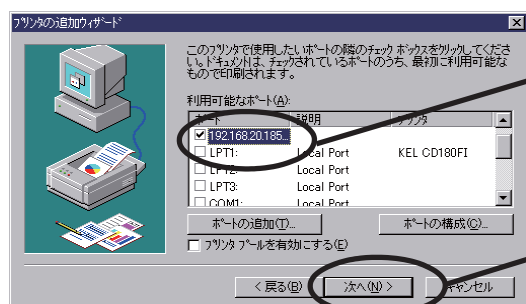 プリンタの追加ウィザード
このプリンタで使用したいポートの隣のチェック ボックスをクリックしてくださ
い。ドキュメントは、チェックされているポートのうち、最初に利用可能な
もので印刷されます。
利用可能なポート(A):
ポート 説明 プリンタ
192.168.20.185...
LPT1: Local Port KEL CD180FI
LPT2: Local Port
LPT3: Local Port
COM1: Local Port
ポートの追加(T)... ポートの構成(C)...
プリンタ プールを有効にする(E)
< 戻る(B) 次へ(N) > キャンセル